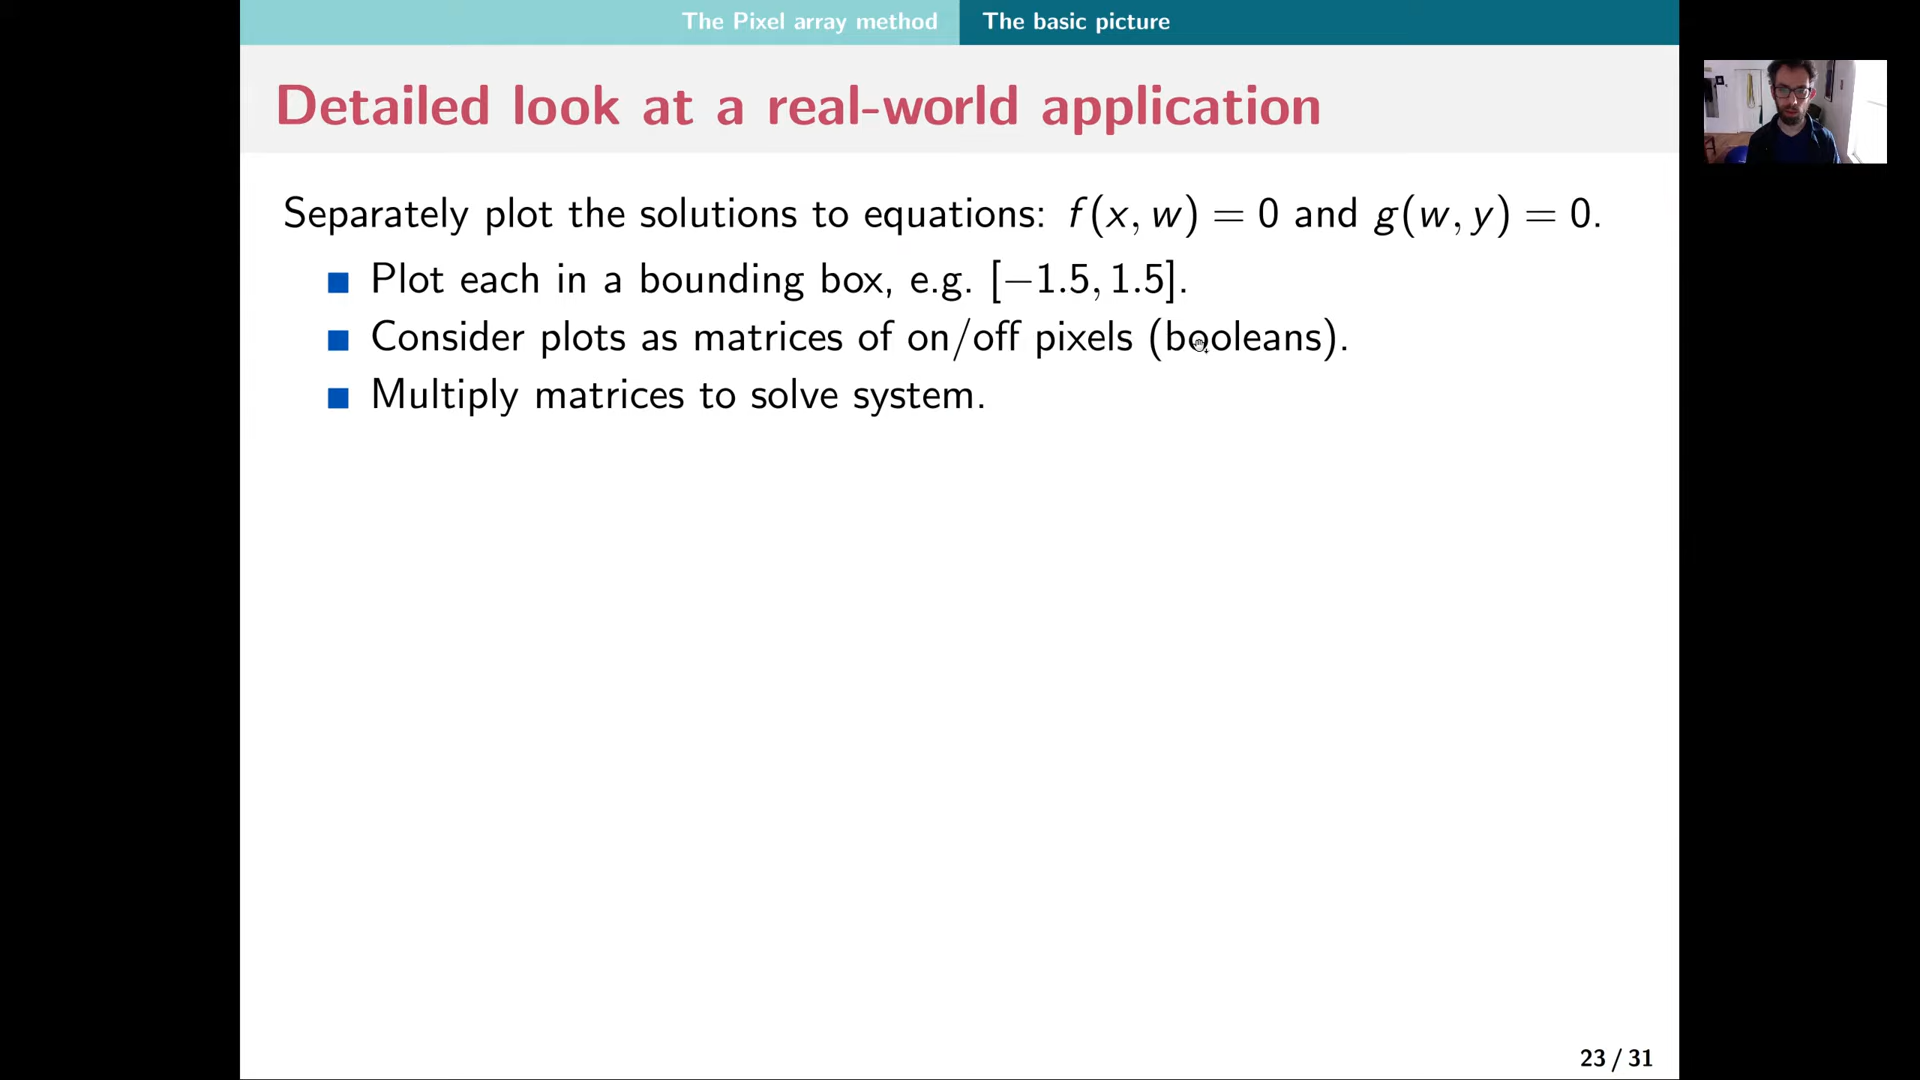 The Pixel array method The basic picture
Detailed look at a real-world application
Separately plot the solutions to equations: f(x, w) = 0 and g(w, y) = 0.
Plot each in a bounding box, e.g. [−1.5, 1.5].
Consider plots as matrices of on/off pixels (booleans).
Multiply matrices to solve system.
23 / 31